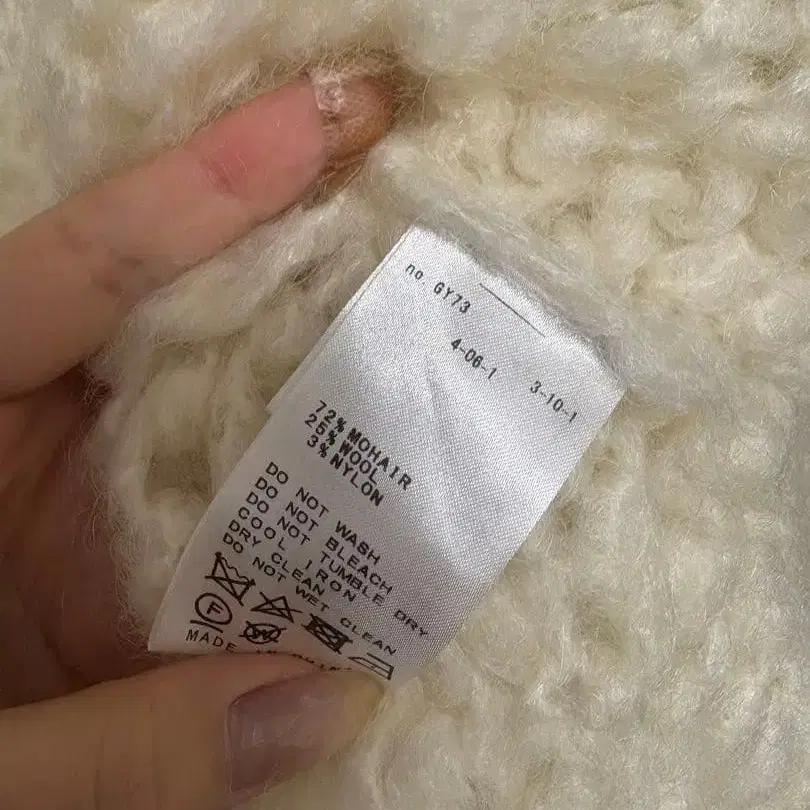 no. GY73
4-06-1 3-10-1
72%MOHAIR
25%WOOL
3%NYLON
DO NOT WASH
DO NOT BLEACH
DO NOT TUMBLE DRY
COOL IRON
DRY CLEAN
DO NOT WET CLEAN
F W
MADE IN